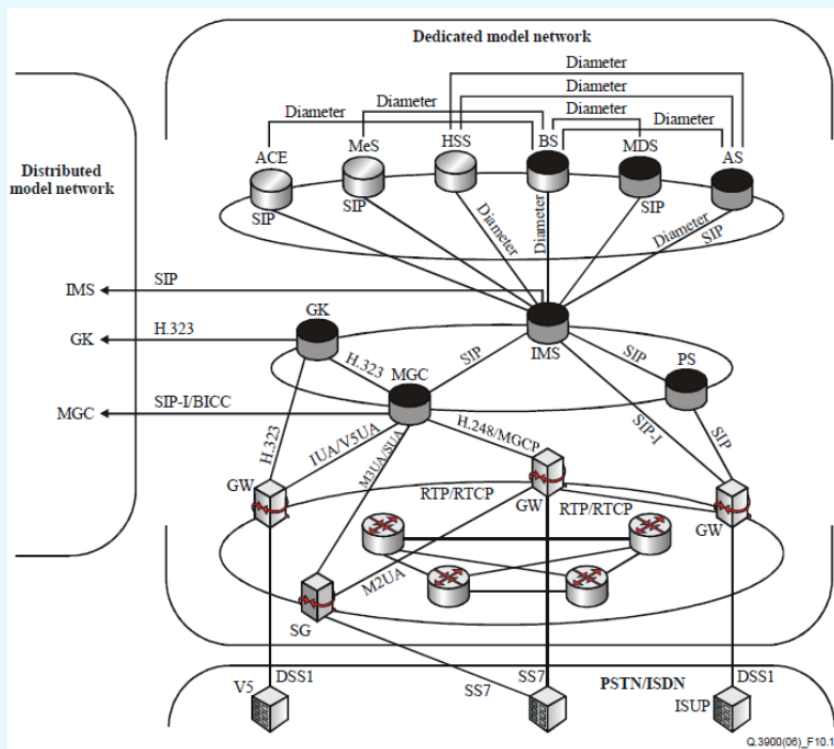 Dedicated model network
Diameter
Diameter
Diameter Diameter Diameter
Diameter
ACE MeS HSS BS MDS AS
Distributed
model network
SIP SIP Diameter Diameter SIP Diameter
SIP
IMS SIP
GK IMS
GK H.323
H.323 MGC SIP SIP PS
MGC SIP-I/BICC
H.323 IUA/V5UA M3UA/SUA H.248/MGCP SIP-I SIP
GW RTP/RTCP GW RTP/RTCP GW
M2UA
SG
V5 DSS1 SS7 SS7 PSTN/ISDN DSS1
ISUP
Q.3900(06)_F10.1